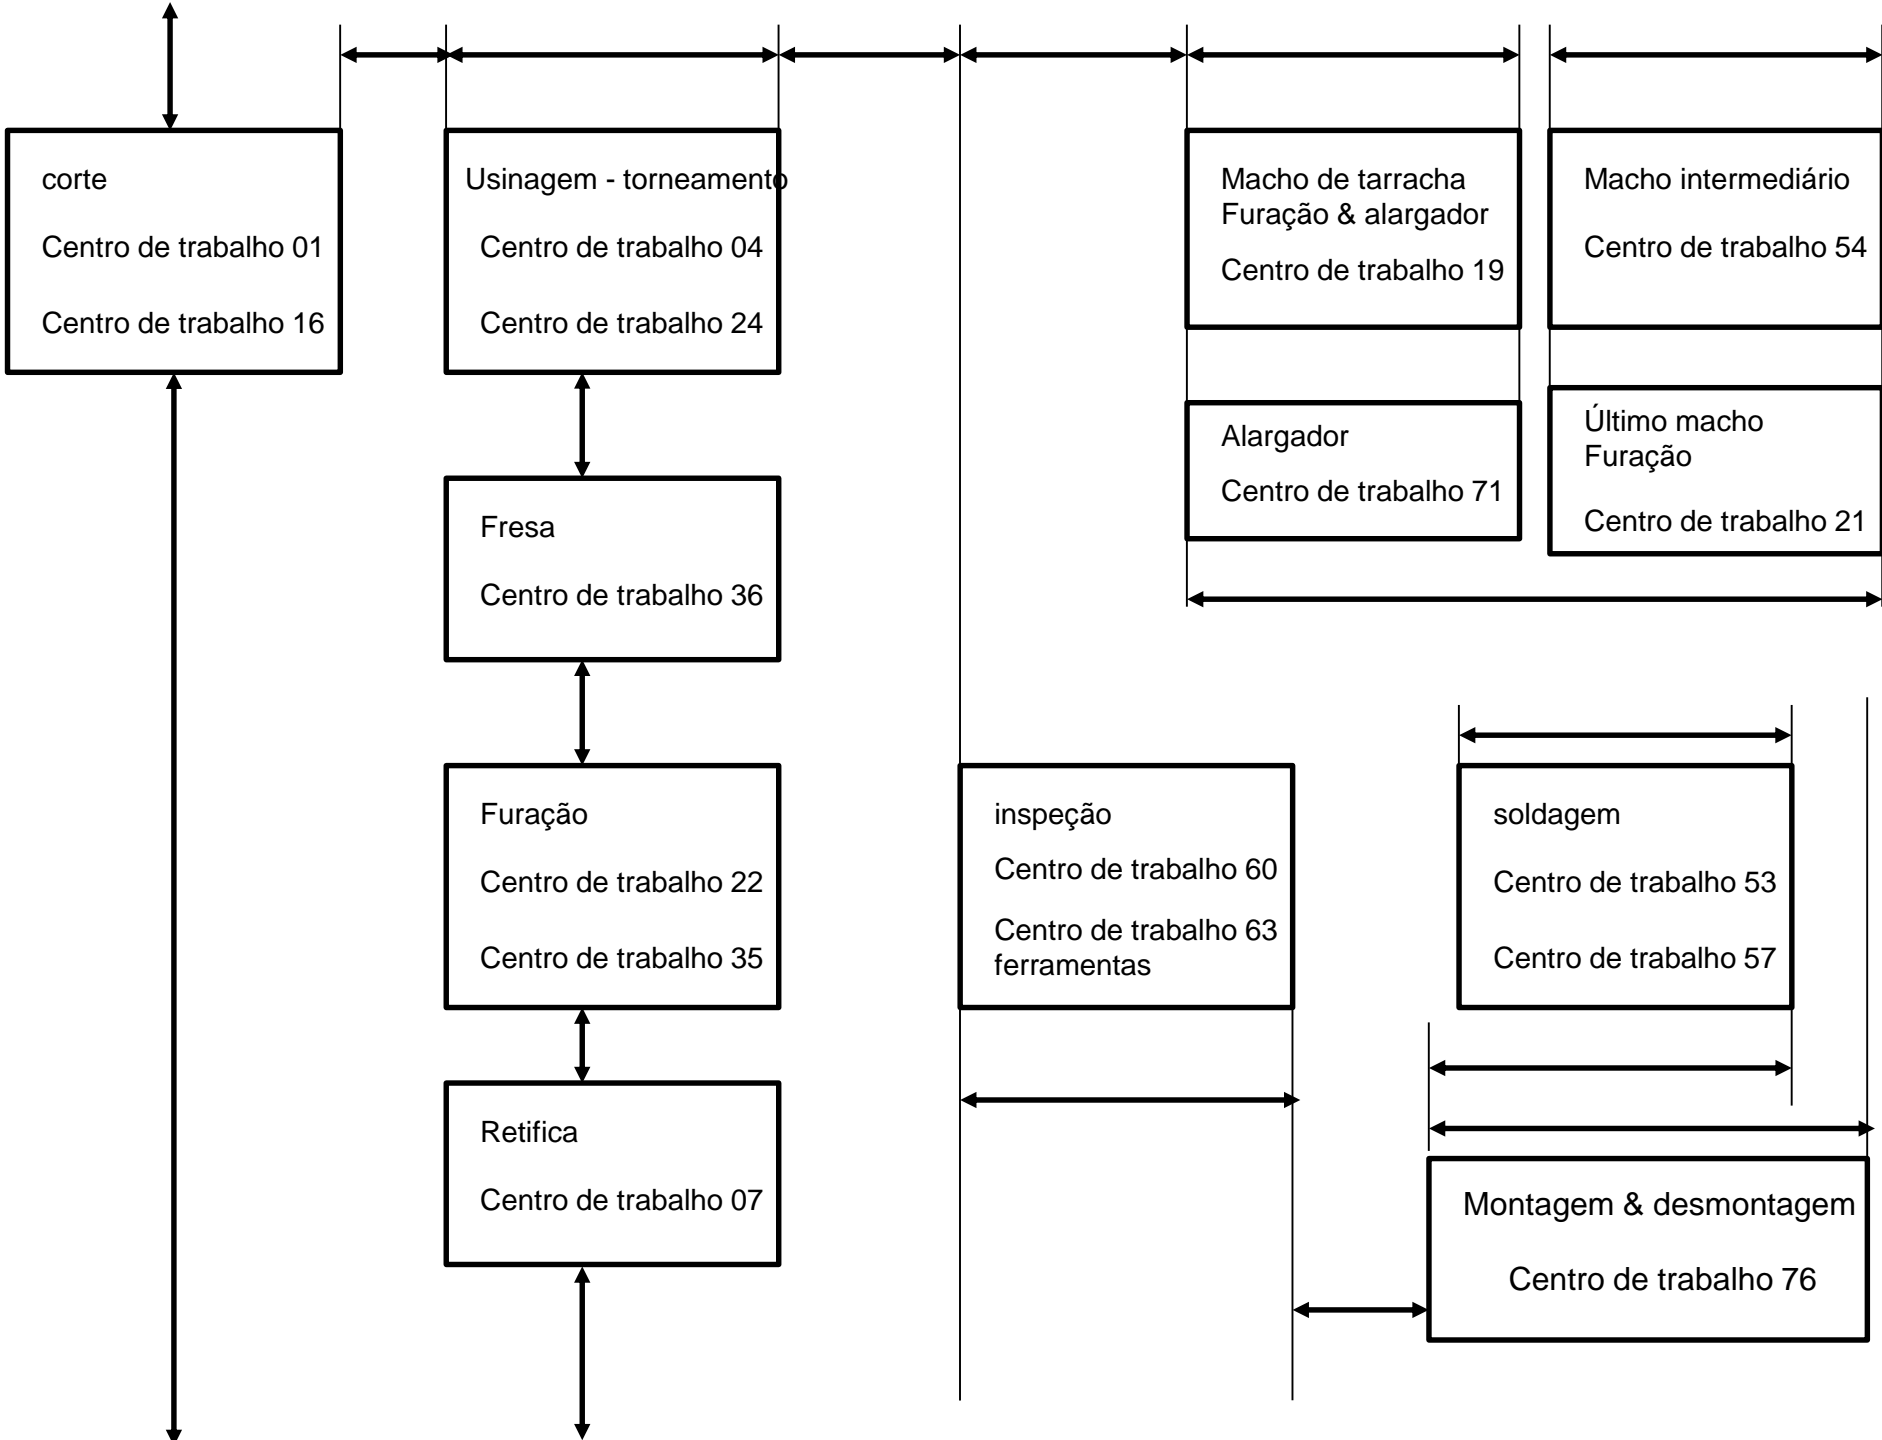 corte
Centro de trabalho 01
Centro de trabalho 16
Usinagem - torneamento
Centro de trabalho 04
Centro de trabalho 24
Macho de tarracha
Furação & alargador
Centro de trabalho 19
Macho intermediário
Centro de trabalho 54
Alargador
Centro de trabalho 71
Último macho
Furação
Centro de trabalho 21
Fresa
Centro de trabalho 36
Furação
Centro de trabalho 22
Centro de trabalho 35
inspeção
Centro de trabalho 60
Centro de trabalho 63
ferramentas
soldagem
Centro de trabalho 53
Centro de trabalho 57
Retifica
Centro de trabalho 07
Montagem & desmontagem
Centro de trabalho 76